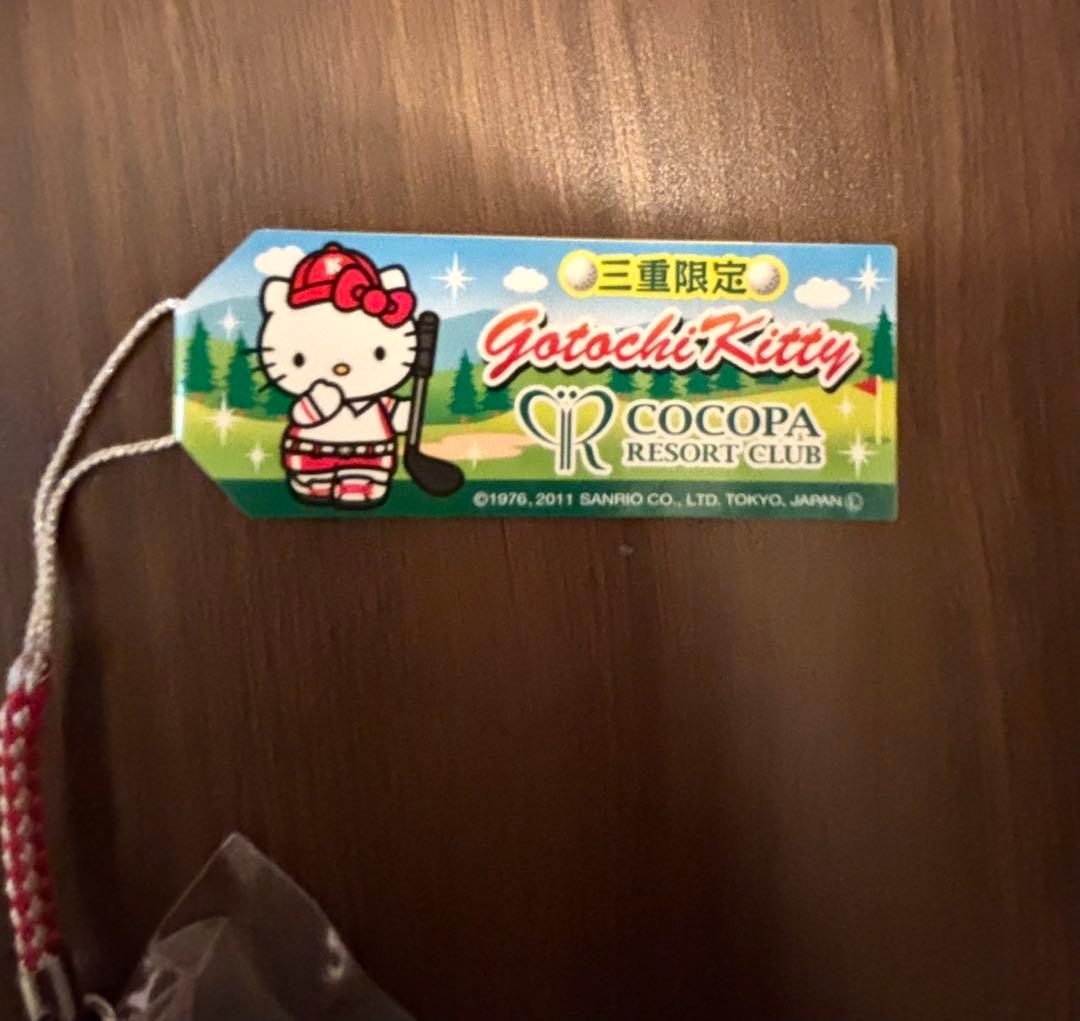 三重限定
Gotochi Kitty
COCOPA
RESORT CLUB
©1976, 2011 SANRIO CO., LTD. TOKYO, JAPAN Ⓛ